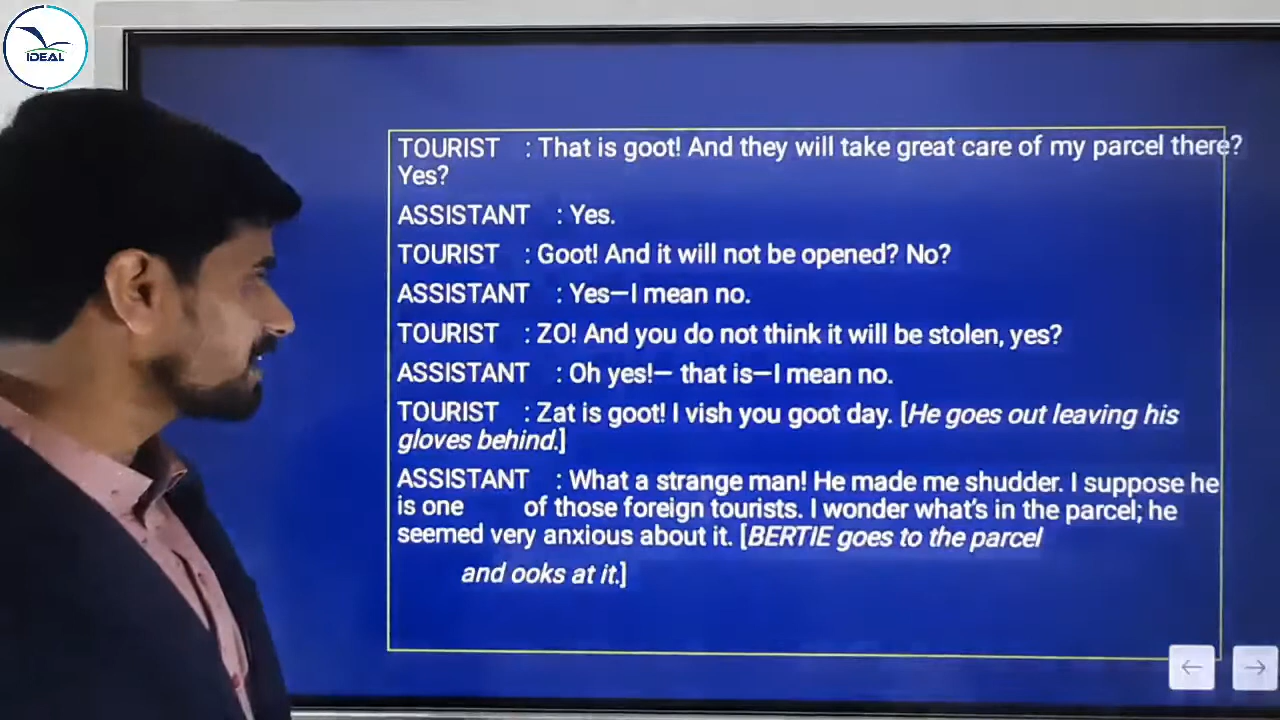 IDEAL
TOURIST : That is goot! And they will take great care of my parcel there?
Yes?
ASSISTANT : Yes.
TOURIST : Goot! And it will not be opened? No?
ASSISTANT : Yes—I mean no.
TOURIST : ZO! And you do not think it will be stolen, yes?
ASSISTANT : Oh yes!— that is—I mean no.
TOURIST : Zat is goot! I vish you goot day. [He goes out leaving his
gloves behind.]
ASSISTANT : What a strange man! He made me shudder. I suppose he
is one of those foreign tourists. I wonder what's in the parcel; he
seemed very anxious about it. [BERTIE goes to the parcel
and ooks at it.]